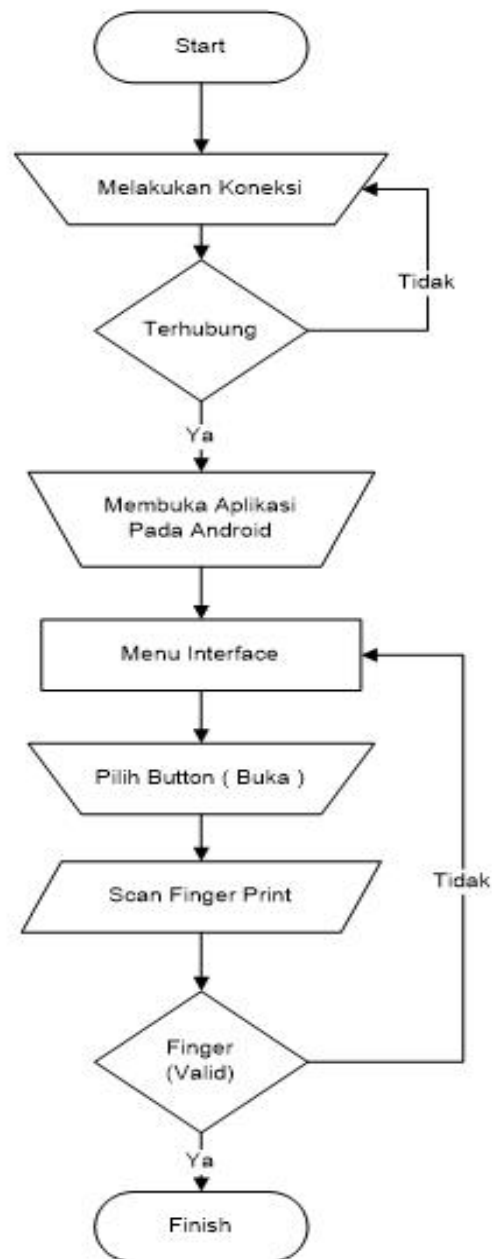 Start
Melakukan Koneksi
Tidak
Terhubung
Ya
Membuka Aplikasi
Pada Android
Menu Interface
Pilih Button ( Buka )
Scan Finger Print
Tidak
Finger
(Valid)
Ya
Finish